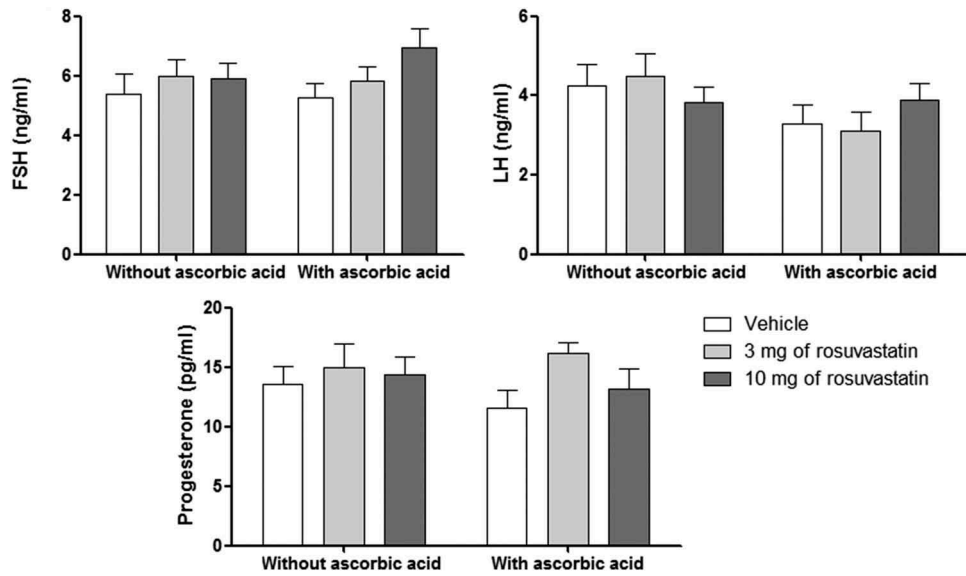 FSH (ng/ml)
8
6
4
2
0
Without ascorbic acid
With ascorbic acid
LH (ng/ml)
6
4
2
0
Without ascorbic acid
With ascorbic acid
Progesterone (pg/ml)
20
15
10
5
0
Without ascorbic acid
With ascorbic acid
Vehicle
3 mg of rosuvastatin
10 mg of rosuvastatin